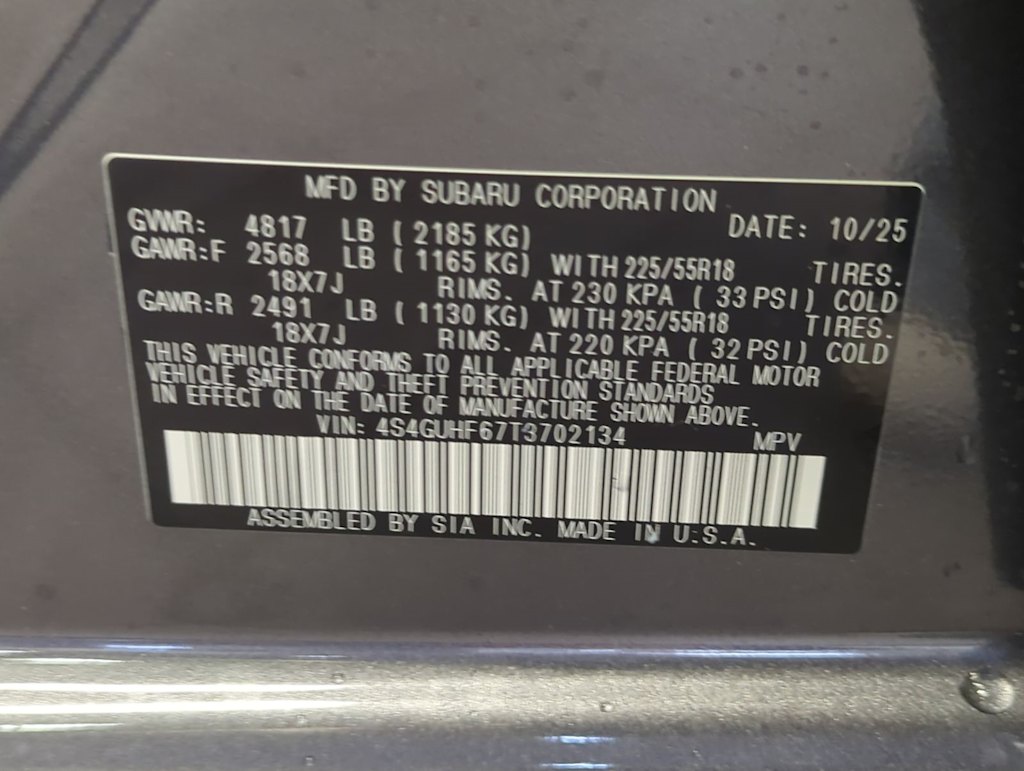 MFD BY SUBARU CORPORATION
GVWR: 4817 LB ( 2185 KG) DATE: 10/25
GAWR:F 2568 LB ( 1165 KG) WITH 225/55R18 TIRES.
18X7J RIMS. AT 230 KPA ( 33 PSI) COLD
GAWR:R 2491 LB ( 1130 KG) WITH 225/55R18 TIRES.
18X7J RIMS. AT 220 KPA ( 32 PSI) COLD
THIS VEHICLE CONFORMS TO ALL APPLICABLE FEDERAL MOTOR
VEHICLE SAFETY AND THEFT PREVENTION STANDARDS
IN EFFECT ON THE DATE OF MANUFACTURE SHOWN ABOVE.
VIN: 4S4GUHF67T3702134 MPV
ASSEMBLED BY SIA INC. MADE IN U.S.A.